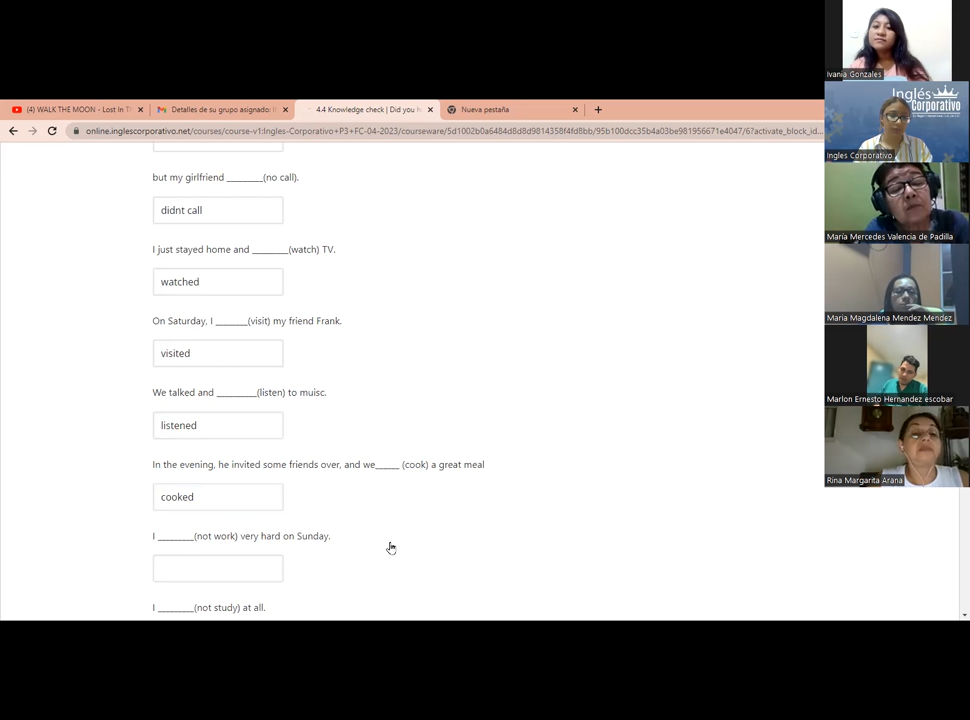 (4) WALK THE MOON - Lost In T
Detalles de su grupo asignado: I
4.4 Knowledge check | Did you h
Nueva pestaña
online.inglescorporativo.net/courses/course-v1:Ingles-Corporativo+P3+FC-04-2023/courseware/5d1002b0a6484d8d8d9814358f4fd8bb/95b100dcc35b4a03be981956671e4047/6?activate_block_id...
but my girlfriend ________(no call).
didnt call
I just stayed home and ________(watch) TV.
watched
On Saturday, I _______(visit) my friend Frank.
visited
We talked and _________(listen) to muisc.
listened
In the evening, he invited some friends over, and we_____ (cook) a great meal
cooked
I ________(not work) very hard on Sunday.
I ________(not study) at all.
Ivania Gonzales
Inglés
Corporativo
Ingles Corporativo
María Mercedes Valencia de Padilla
Maria Magdalena Mendez Mendez
Marlon Ernesto Hernandez escobar
Rina Margarita Arana